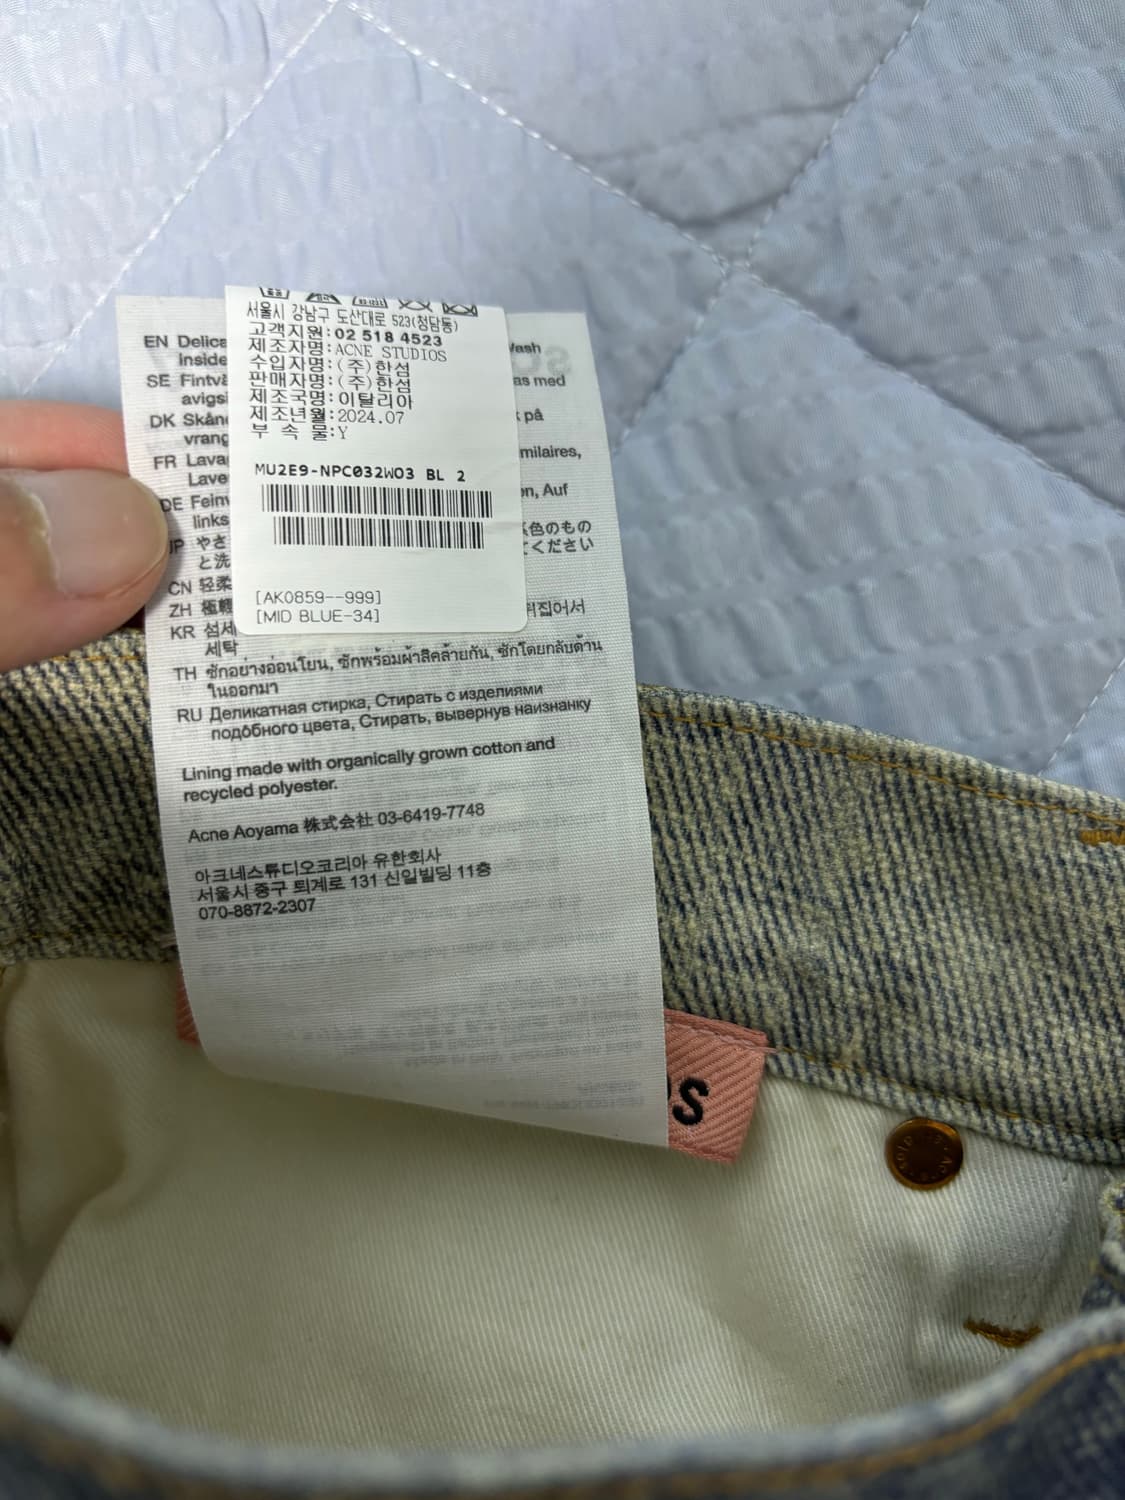 서울시 강남구 도산대로 523(청담동)
고객지원:02 518 4523
제조자명:ACNE STUDIOS
수입자명:(주)한섬
판매자명:(주)한섬
제조국명:이탈리아
제조년월:2024.07
부 속 물:Y
MU2E9-NPC032W03 BL 2
[AK0859--999]
[MID BLUE-34]
EN Delica
Inside
SE Fintvä as med
avigs
DK Skån på
vrang
FR Lava milaires,
Lave
DE Feinv Auf
links
JP やさ 色のもの
と洗 ください
CN 轻柔
ZH 極輕
KR 섬세 뒤집어서
세탁
TH ซักอย่างอ่อนโยน, ซักพร้อมผ้าสีคล้ายกัน, ซักโดยกลับด้าน
ในออกมา
RU Деликатная стирка, Стирать с изделиями
подобного цвета, Стирать, вывернув наизнанку
Lining made with organically grown cotton and
recycled polyester.
Acne Aoyama 株式会社 03-6419-7748
아크네스튜디오코리아 유한회사
서울시 중구 퇴계로 131 신일빌딩 11층
070-8872-2307
OS